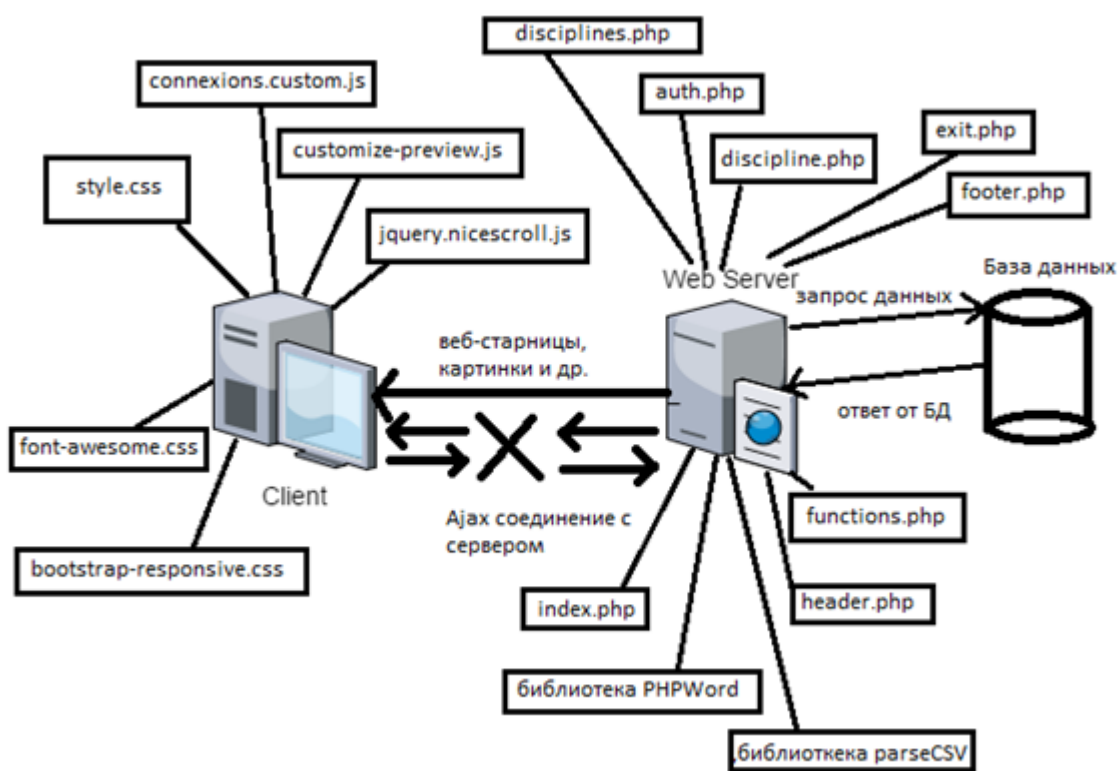 disciplines.php
connexions.custom.js
auth.php
exit.php
customize-preview.js
discipline.php
style.css
footer.php
jquery.nicescroll.js
Web Server
База данных
запрос данных
веб-старницы,
картинки и др.
ответ от БД
font-awesome.css
Client
Ajax соединение с
сервером
functions.php
bootstrap-responsive.css
index.php
header.php
библиотека PHPWord
библиоткека parseCSV